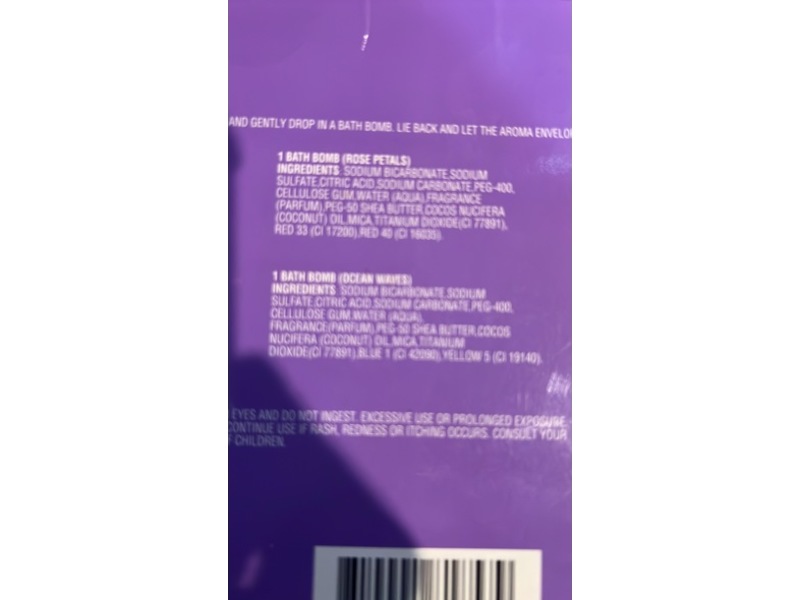 AND GENTLY DROP IN A BATH BOMB. LIE BACK AND LET THE AROMA ENVELO
1 BATH BOMB (ROSE PETALS)
INGREDIENTS SODIUM BICARBONATE,SODIUM
SULFATE,CITRIC ACID,SODIUM CARBONATE,PEG-400,
CELLULOSE GUM,WATER (AQUA),FRAGRANCE
(PARFUM),PEG-50 SHEA BUTTER,COCOS NUCIFERA
(COCONUT) OIL,MICA,TITANIUM DIOXIDE(CI 77891),
RED 33 (CI 17200),RED 40 (CI 16035).
1 BATH BOMB (OCEAN WAVES)
INGREDIENTS SODIUM BICARBONATE,SODIUM
SULFATE,CITRIC ACID,SODIUM CARBONATE,PEG-400,
CELLULOSE GUM,WATER (AQUA),
FRAGRANCE(PARFUM),PEG-50 SHEA BUTTER,COCOS
NUCIFERA (COCONUT) OIL,MICA,TITANIUM
DIOXIDE(CI 77891),BLUE 1 (CI 42090),YELLOW 5 (CI 19140).
EYES AND DO NOT INGEST. EXCESSIVE USE OR PROLONGED EXPOSURE
CONTINUE USE IF RASH, REDNESS OR ITCHING OCCURS. CONSULT YOUR
F CHILDREN.